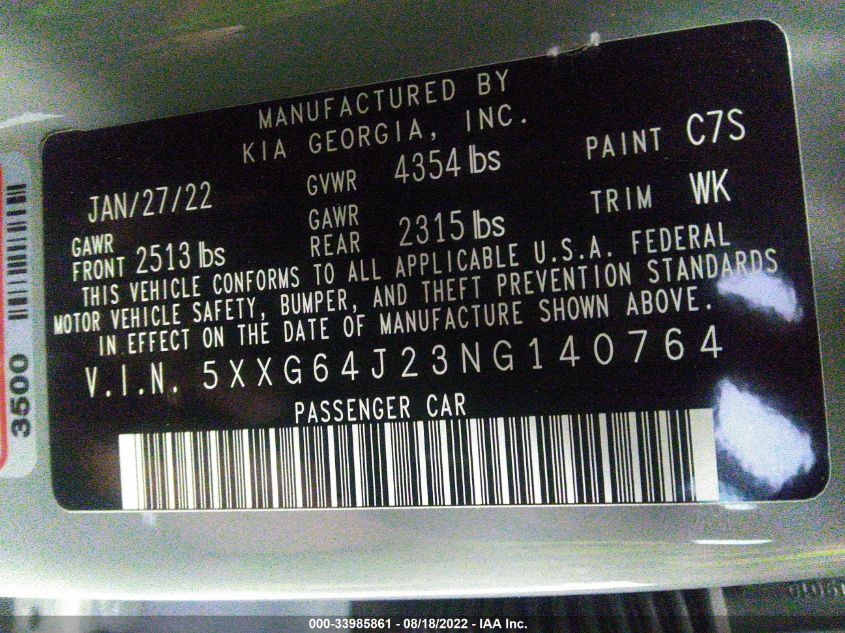 MANUFACTURED BY
KIA GEORGIA, INC.
JAN/27/22 GVWR 4354 lbs PAINT C7S
GAWR FRONT 2513 lbs GAWR REAR 2315 lbs TRIM WK
THIS VEHICLE CONFORMS TO ALL APPLICABLE U.S.A. FEDERAL
MOTOR VEHICLE SAFETY, BUMPER, AND THEFT PREVENTION STANDARDS
IN EFFECT ON THE DATE OF MANUFACTURE SHOWN ABOVE.
V.I.N. 5XXG64J23NG140764
PASSENGER CAR
3500
000-33985861 - 08/18/2022 - IAA Inc.